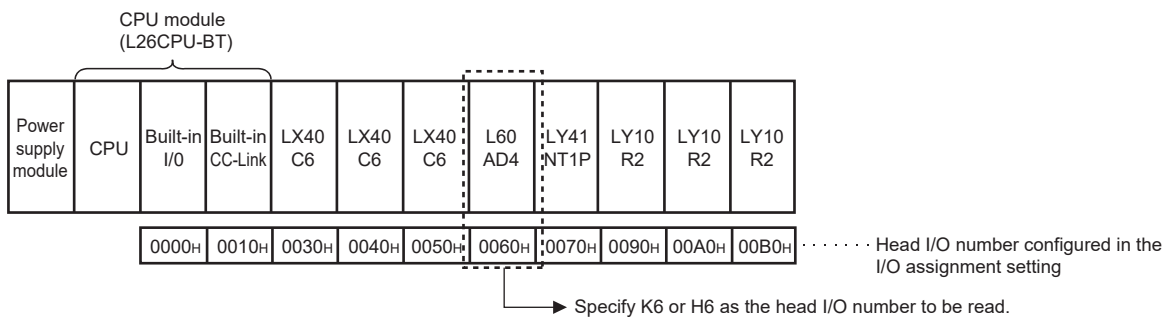 CPU module
(L26CPU-BT)
Power supply module
CPU
Built-in I/0
Built-in CC-Link
LX40 C6
LX40 C6
LX40 C6
L60 AD4
LY41 NT1P
LY10 R2
LY10 R2
LY10 R2
0000H 0010H 0030H 0040H 0050H 0060H 0070H 0090H 00A0H 00B0H
Head I/O number configured in the
I/O assignment setting
Specify K6 or H6 as the head I/O number to be read.